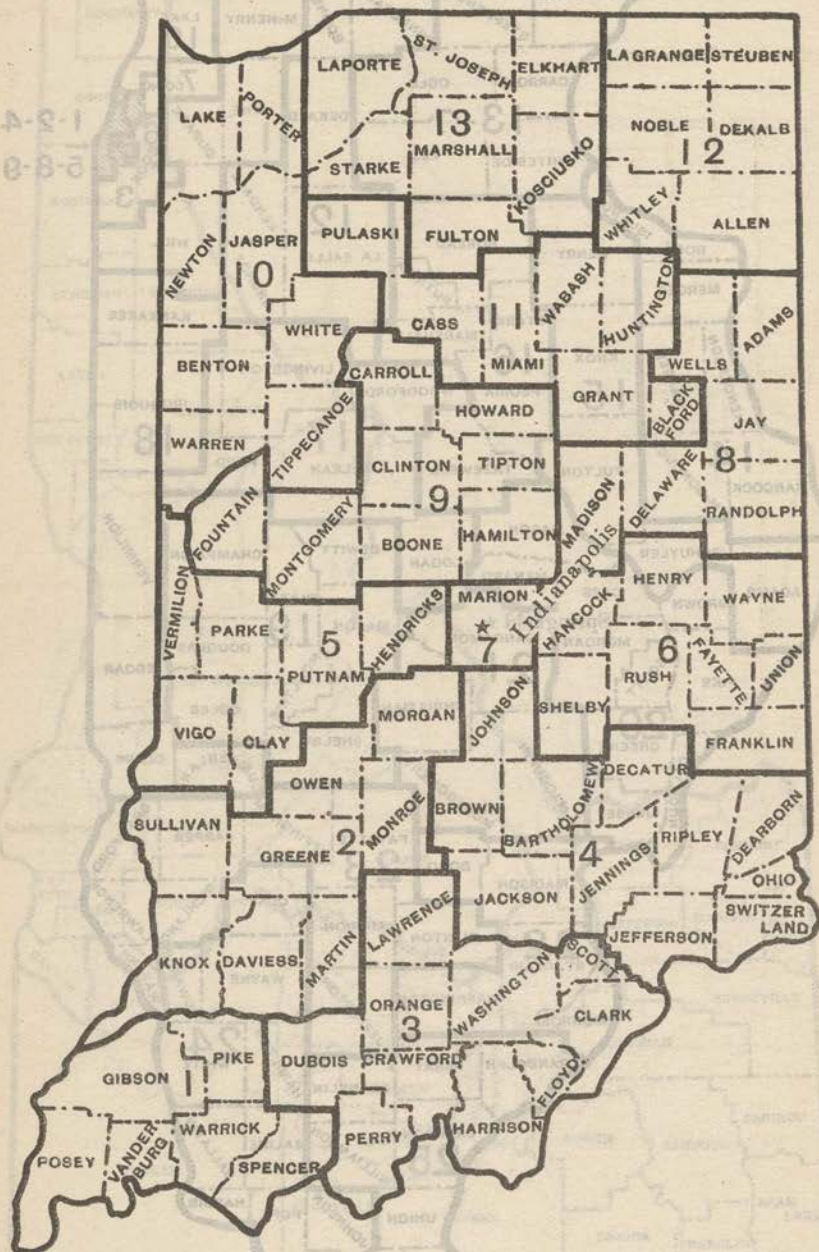 LAPORTE
ST. JOSEPH
ELKHART
LAGRANGE
STEUBEN
LAKE
PORTER
13
NOBLE
DEKALB
12
STARKE
MARSHALL
KOSCIUSKO
WHITLEY
ALLEN
NEWTON
JASPER
10
PULASKI
FULTON
WABASH
HUNTINGTON
ADAMS
WHITE
CASS
11
MIAMI
WELLS
BENTON
CARROLL
GRANT
BLACK
FORD
HOWARD
JAY
WARREN
TIPPECANOE
CLINTON
TIPTON
8
MADISON
DELAWARE
FOUNTAIN
MONTGOMERY
9
BOONE
HAMILTON
RANDOLPH
VERMILION
HENRY
WAYNE
PARKE
5
HENDRICKS
MARION
Indianapolis
7
HANCOCK
PUTNAM
6
RUSH
FAYETTE
UNION
VIGO
CLAY
MORGAN
JOHNSON
SHELBY
FRANKLIN
OWEN
DECATUR
SULLIVAN
MONROE
BROWN
BARTHOLOMEW
GREENE
2
4
RIPLEY
DEARBORN
JENNINGS
OHIO
LAWRENCE
JACKSON
SWITZER
LAND
JEFFERSON
KNOX
DAVIESS
MARTIN
WASHINGTON
SCOTT
ORANGE
3
CLARK
PIKE
DUBOIS
CRAWFORD
GIBSON
1
FLOYD
WARRICK
PERRY
HARRISON
POSEY
VANDER
BURG
SPENCER